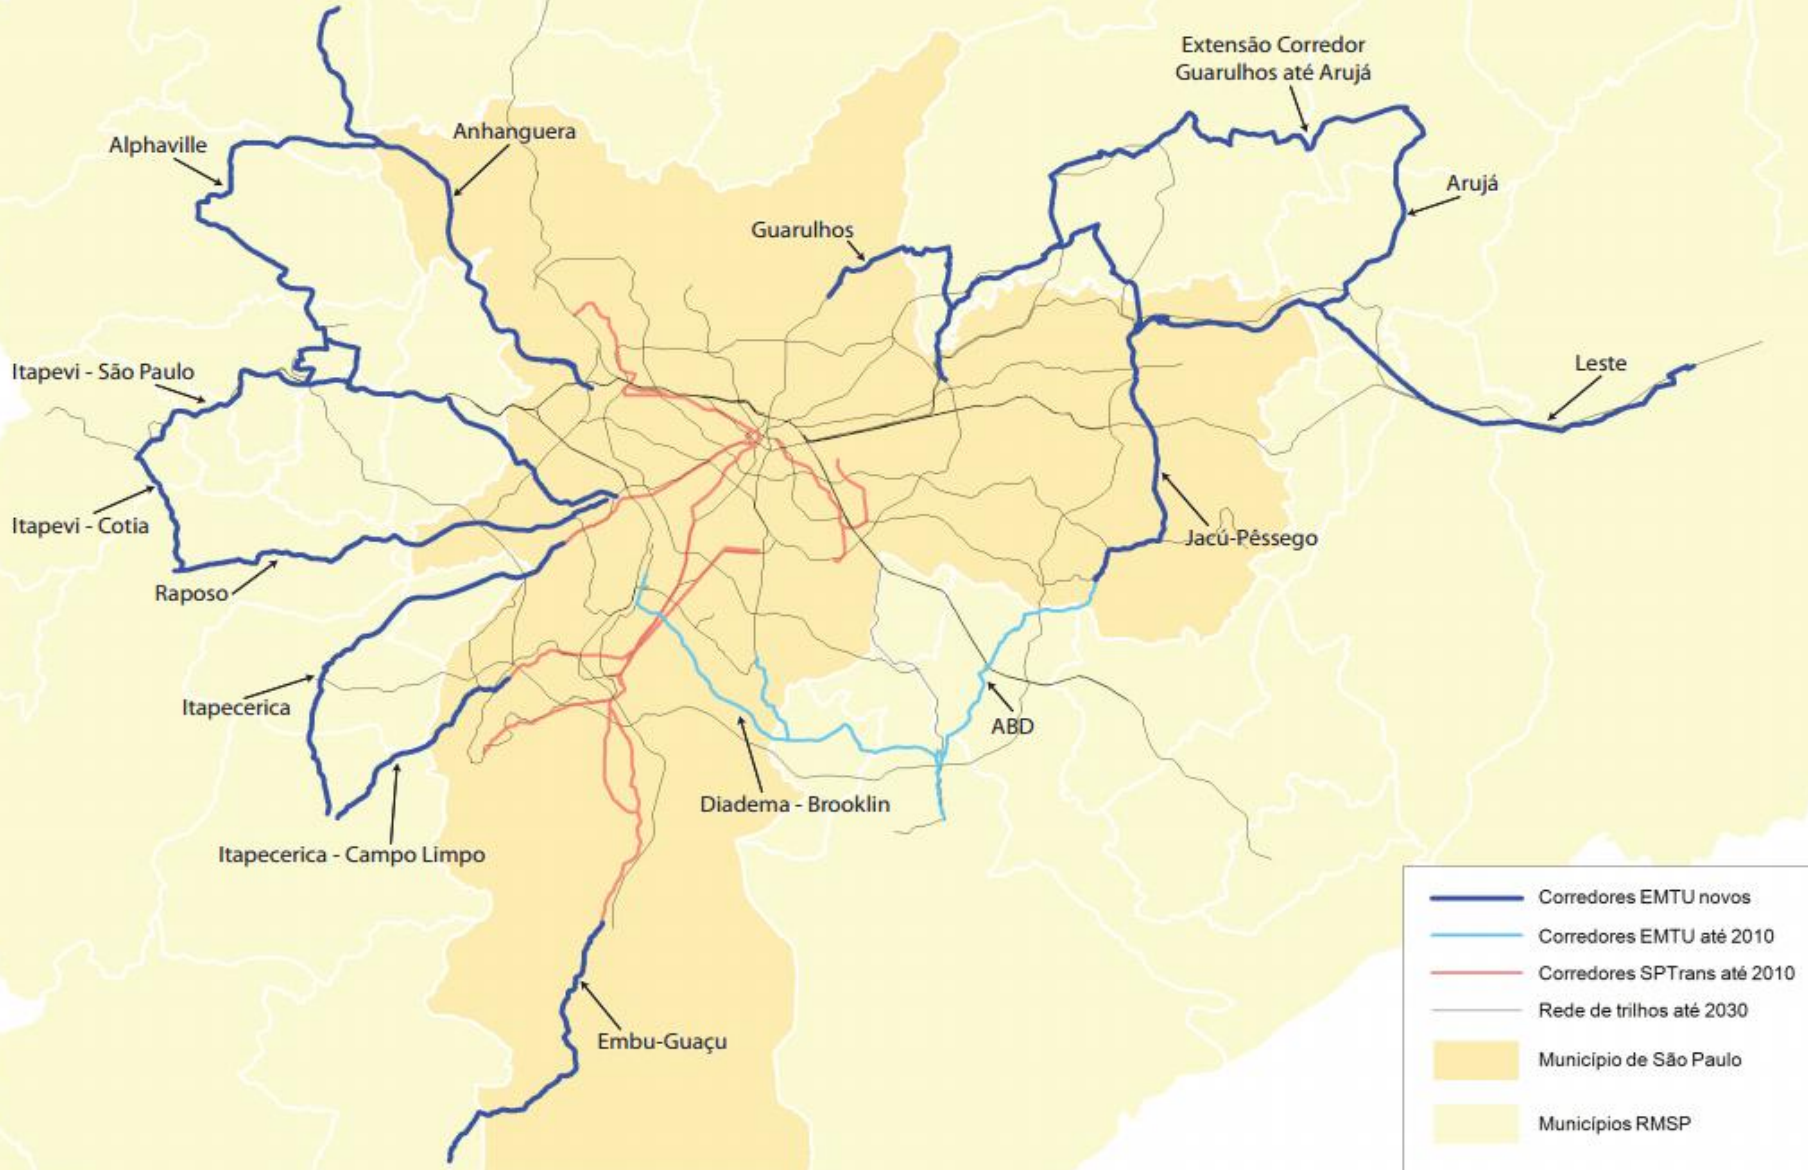 Extensão Corredor
Guarulhos até Arujá
Anhanguera
Alphaville
Arujá
Guarulhos
Leste
Itapevi - São Paulo
Itapevi - Cotia
Jacú-Pêssego
Raposo
Itapecerica
ABD
Diadema - Brooklin
Itapecerica - Campo Limpo
Embu-Guaçu
Corredores EMTU novos
Corredores EMTU até 2010
Corredores SPTrans até 2010
Rede de trilhos até 2030
Município de São Paulo
Municípios RMSP